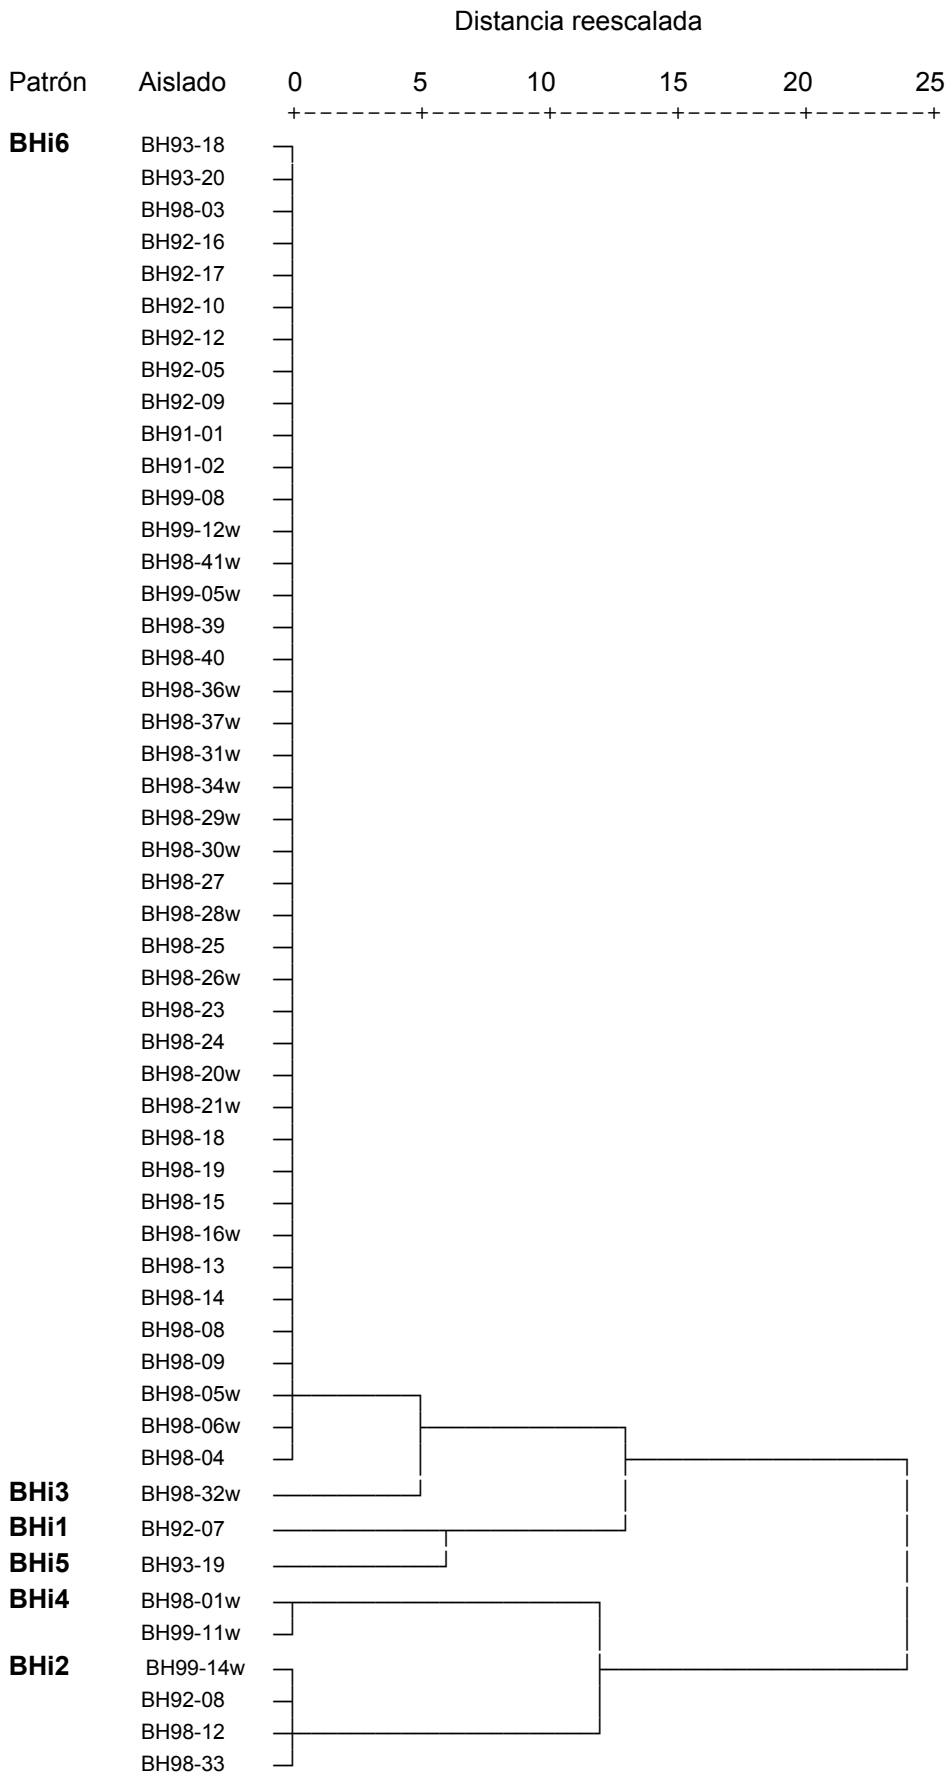 Distancia reescalada
Patrón Aislado 0 5 10 15 20 25
BHi6 BH93-18
BH93-20
BH98-03
BH92-16
BH92-17
BH92-10
BH92-12
BH92-05
BH92-09
BH91-01
BH91-02
BH99-08
BH99-12w
BH98-41w
BH99-05w
BH98-39
BH98-40
BH98-36w
BH98-37w
BH98-31w
BH98-34w
BH98-29w
BH98-30w
BH98-27
BH98-28w
BH98-25
BH98-26w
BH98-23
BH98-24
BH98-20w
BH98-21w
BH98-18
BH98-19
BH98-15
BH98-16w
BH98-13
BH98-14
BH98-08
BH98-09
BH98-05w
BH98-06w
BH98-04
BHi3 BH98-32w
BHi1 BH92-07
BHi5 BH93-19
BHi4 BH98-01w
BH99-11w
BHi2 BH99-14w
BH92-08
BH98-12
BH98-33